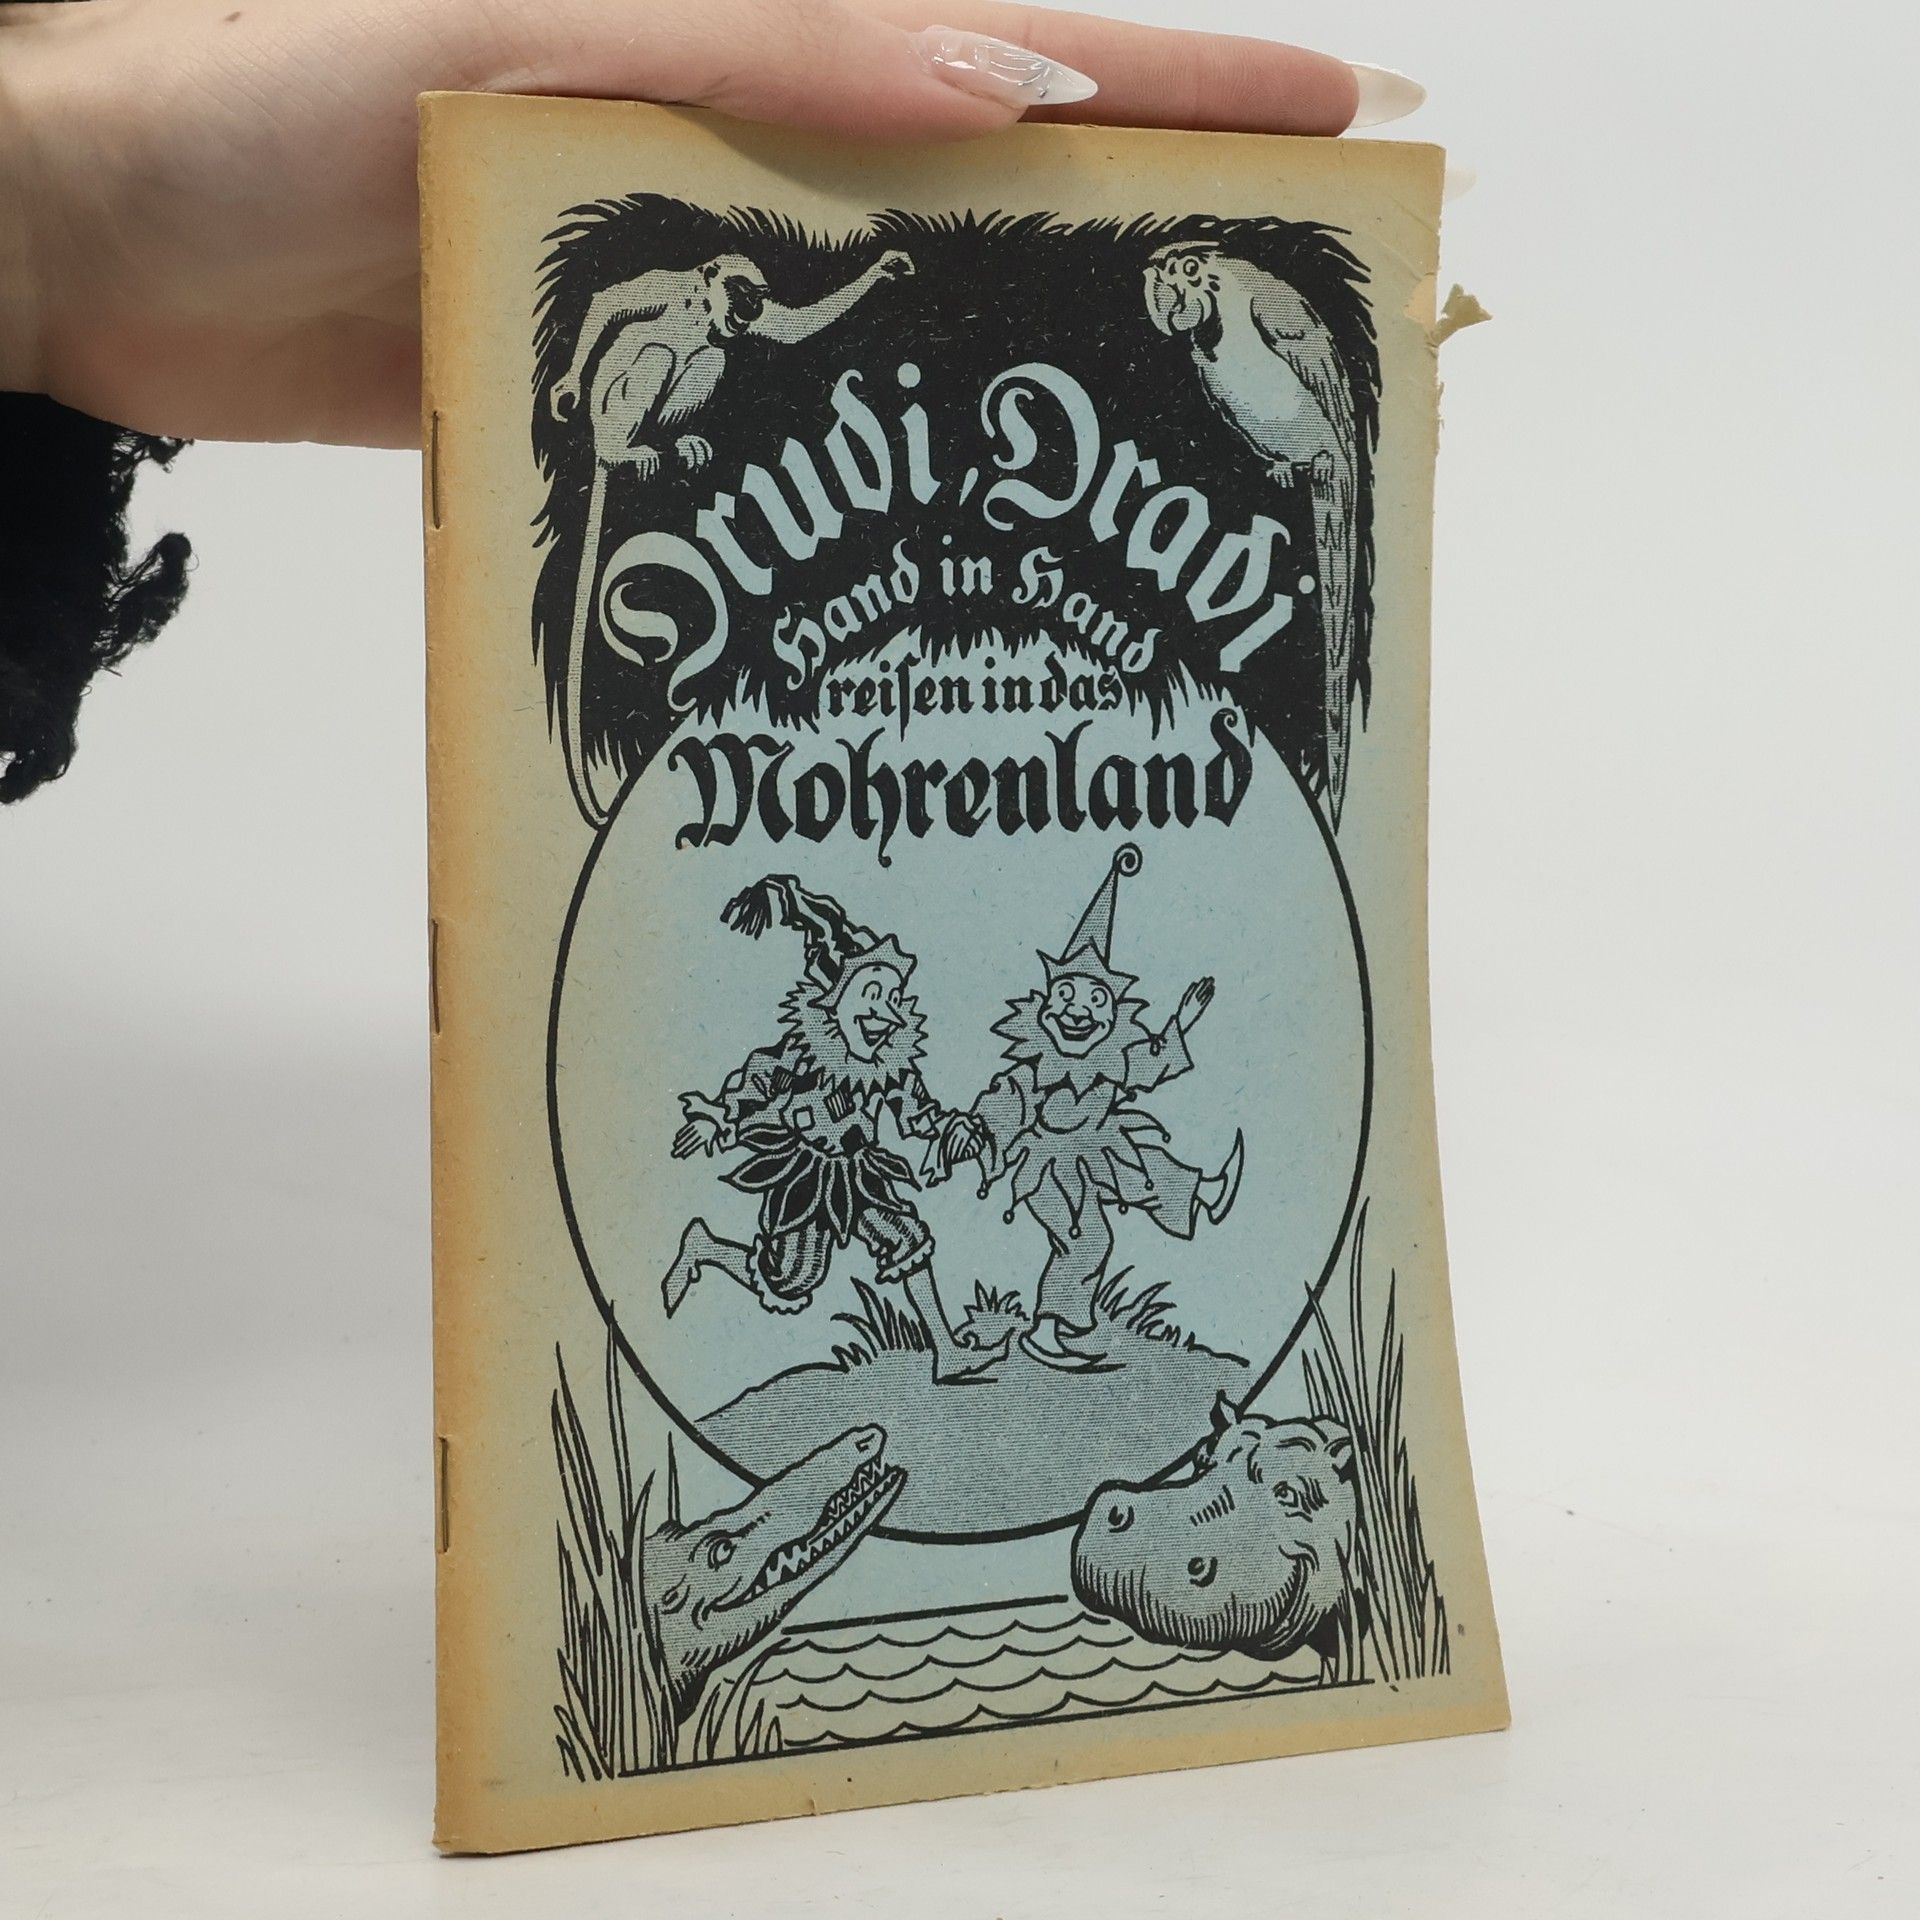 Drudi, Dradi
Hand in Hand
reiſen in das
Mohrenland